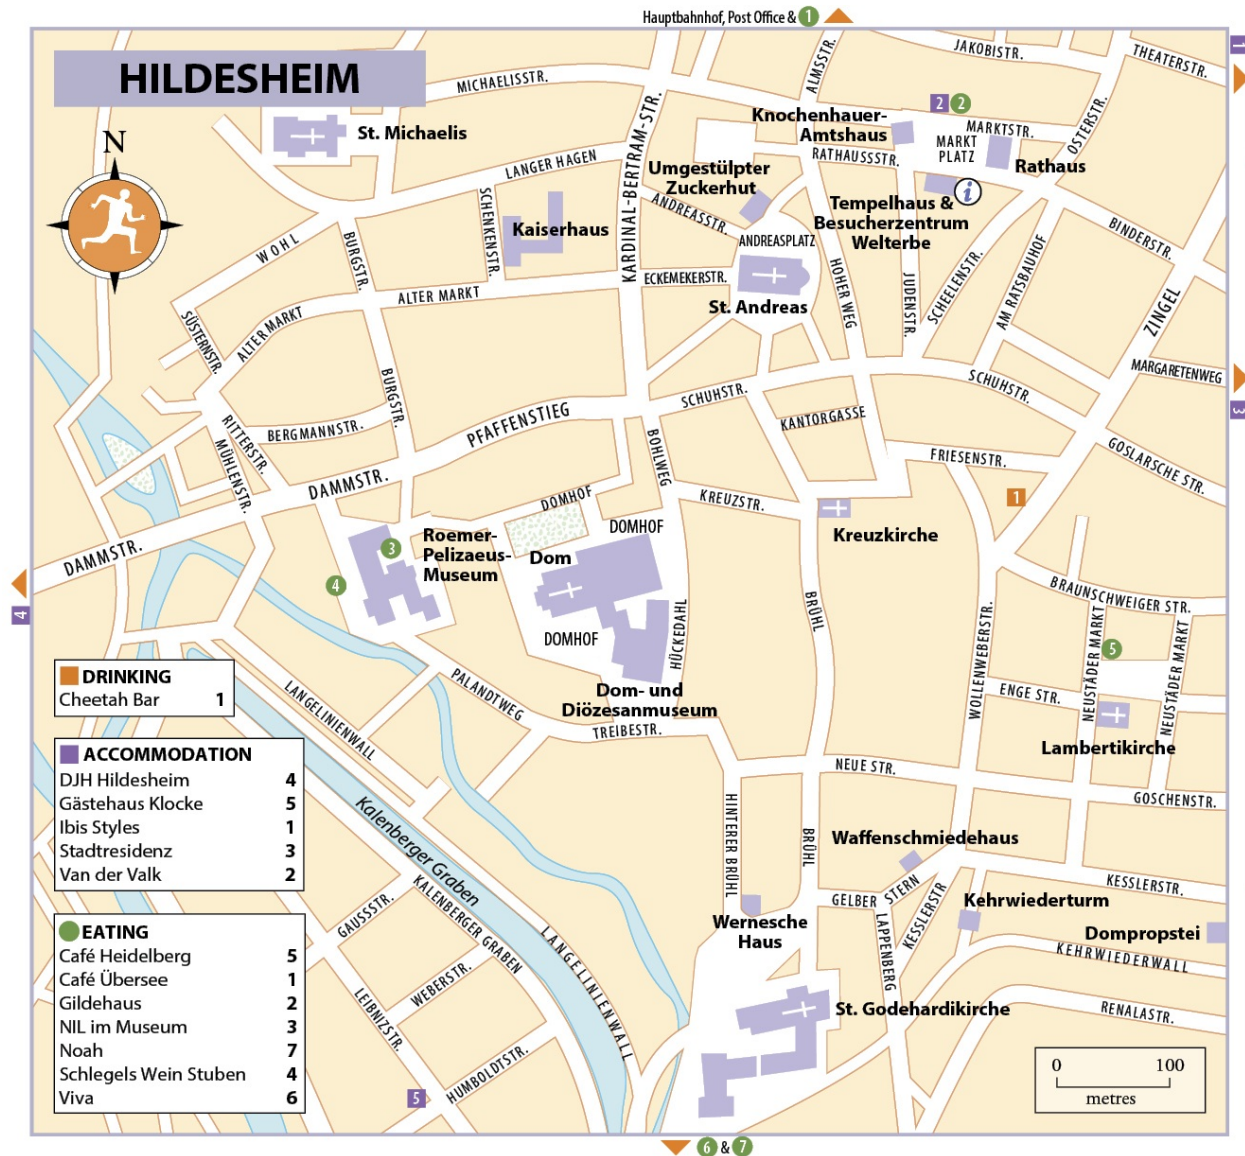 Hauptbahnhof, Post Office & 1
HILDESHEIM
N
JAKOBISTR.
THEATERSTR.
1
ALMSSTR.
MICHAELISSTR.
St. Michaelis
KARDINAL-BERTRAM-STR.
2 2
Knochenhauer-
Amtshaus
MARKTSTR.
MARKT
PLATZ
OSTERSTR.
Rathaus
RATHAUSSTR.
LANGER HAGEN
Umgestülpter
Zuckerhut
i
SCHENKENSTR.
Kaiserhaus
ANDREASSTR.
ANDREASPLATZ
Tempelhaus &
Besucherzentrum
Welterbe
BINDERSTR.
WOHL
BURGSTR.
ECKEMEKERSTR.
St. Andreas
HOHER WEG
JUDENSTR.
SCHEELENSTR.
AM RATSBAUHOF
ZINGEL
ALTER MARKT
ALTER MARKT
SÜSTERNSTR.
MARGARETENWEG
3
BURGSTR.
SCHUHSTR.
SCHUHSTR.
KANTORGASSE
PFAFFENSTIEG
BERGMANNSTR.
RITTERSTR.
MÜHLENSTR.
BOHLWEG
FRIESENSTR.
GOSLARSCHE STR.
DAMMSTR.
DAMMSTR.
DOMHOF
DOMHOF
KREUZSTR.
1
Kreuzkirche
3
Roemer-
Pelizaeus-
Museum
Dom
4
4
DOMHOF
HÜCKEDAHL
BRÜHL
BRAUNSCHWEIGER STR.
WOLLENWEBERSTR.
NEUSTÄDER MARKT
NEUSTÄDER MARKT
5
ENGE STR.
Lambertikirche
Dom- und
Diözesanmuseum
PALANDTWEG
TREIBESTR.
LANGELINIENWALL
DRINKING
Cheetah Bar 1
ACCOMMODATION
DJH Hildesheim 4
Gästehaus Klocke 5
Ibis Styles 1
Stadtresidenz 3
Van der Valk 2
EATING
Café Heidelberg 5
Café Übersee 1
Gildehaus 2
NIL im Museum 3
Noah 7
Schlegels Wein Stuben 4
Viva 6
NEUE STR.
GOSCHENSTR.
Kalenberger Graben
HINTERER BRÜHL
BRÜHL
Waffenschmiedehaus
KESSLERSTR.
GELBER STERN
KESSLERSTR
LAPPENBERG
Kehrwiederturm
Dompropstei
KEHRWIEDERWALL
Wernesche
Haus
KALENBERGER GRABEN
GAUSSSTR.
WEBERSTR.
LANGELINIENWALL
LEIBNIZSTR.
HUMBOLDTSTR.
5
St. Godehardikirche
RENALASTR.
0 100
metres
6 & 7